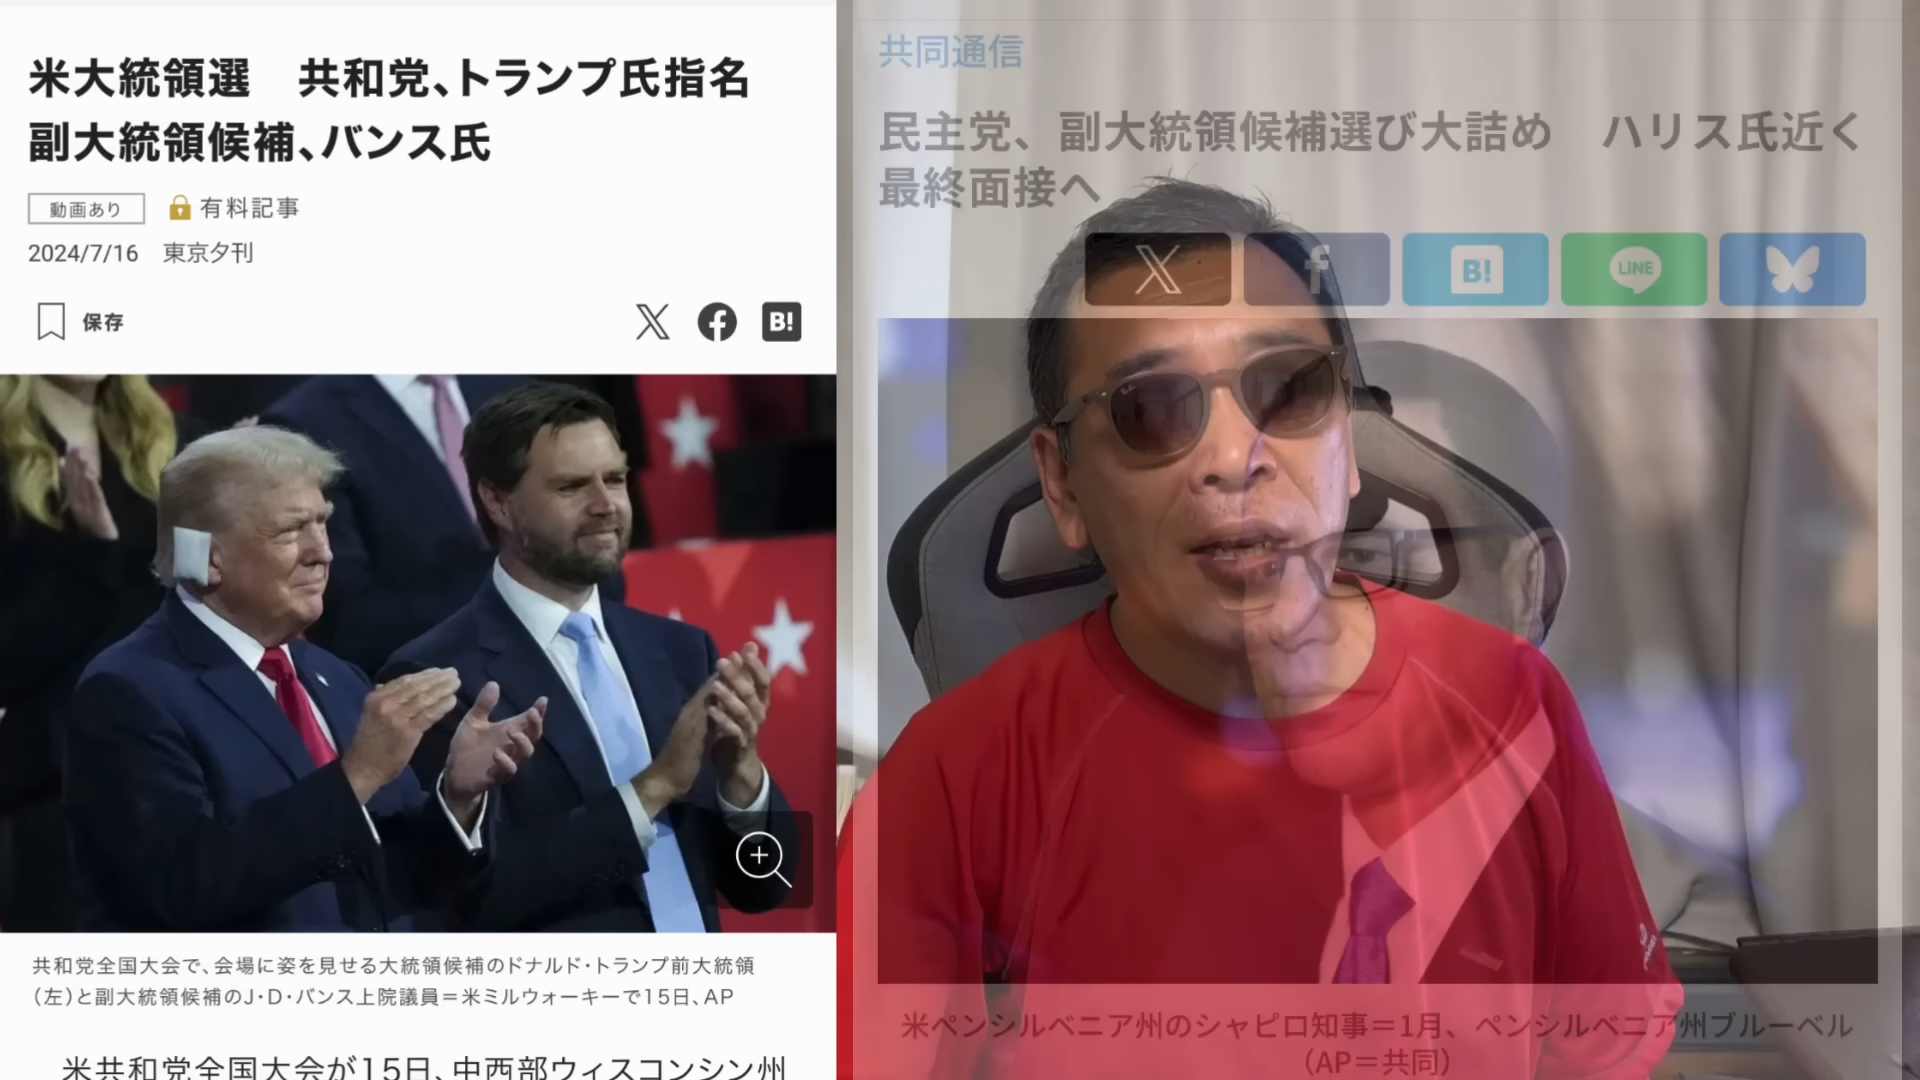 米大統領選　共和党、トランプ氏指名
副大統領候補、バンス氏
動画あり
有料記事
2024/7/16　東京夕刊
保存
B!
共和党全国大会で、会場に姿を見せる大統領候補のドナルド・トランプ前大統領
（左）と副大統領候補のJ・D・バンス上院議員＝米ミルウォーキーで15日、AP
米共和党全国大会が15日、中西部ウィスコンシン州
共同通信
民主党、副大統領候補選び大詰め　ハリス氏近く
最終面接へ
B!
LINE
米ペンシルベニア州のシャピロ知事＝1月、ペンシルベニア州ブルーベル
（AP＝共同）